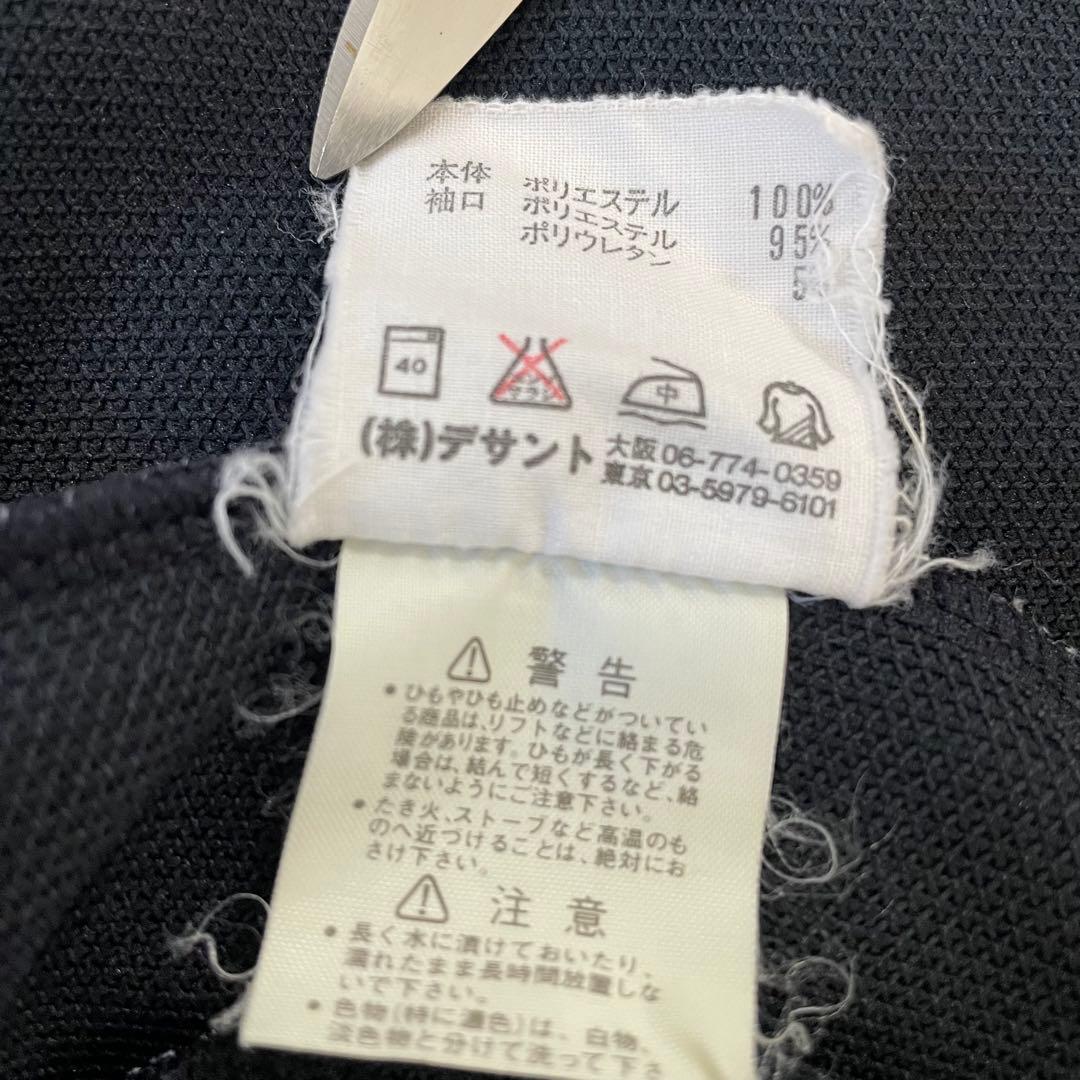 本体 ポリエステル 100%
袖口 ポリエステル 95%
ポリウレタン 5%
40
エンソ
サラシ
中
(株)デサント 大阪06-774-0359
東京03-5979-6101
⚠ 警告
• ひもやひも止めなどがついてい
る商品は、リフトなどに絡まる危
険があります。ひもが長く下がる
場合は、結んで短くするなど、絡
まないようにご注意下さい。
• たき火、ストーブなど高温のも
のへ近づけることは、絶対にお
さけ下さい。
⚠ 注意
• 長く水に漬けておいたり、
濡れたまま長時間放置しな
いで下さい。
• 色物(特に濃色)は、白物、
淡色物と分けて洗って下さ